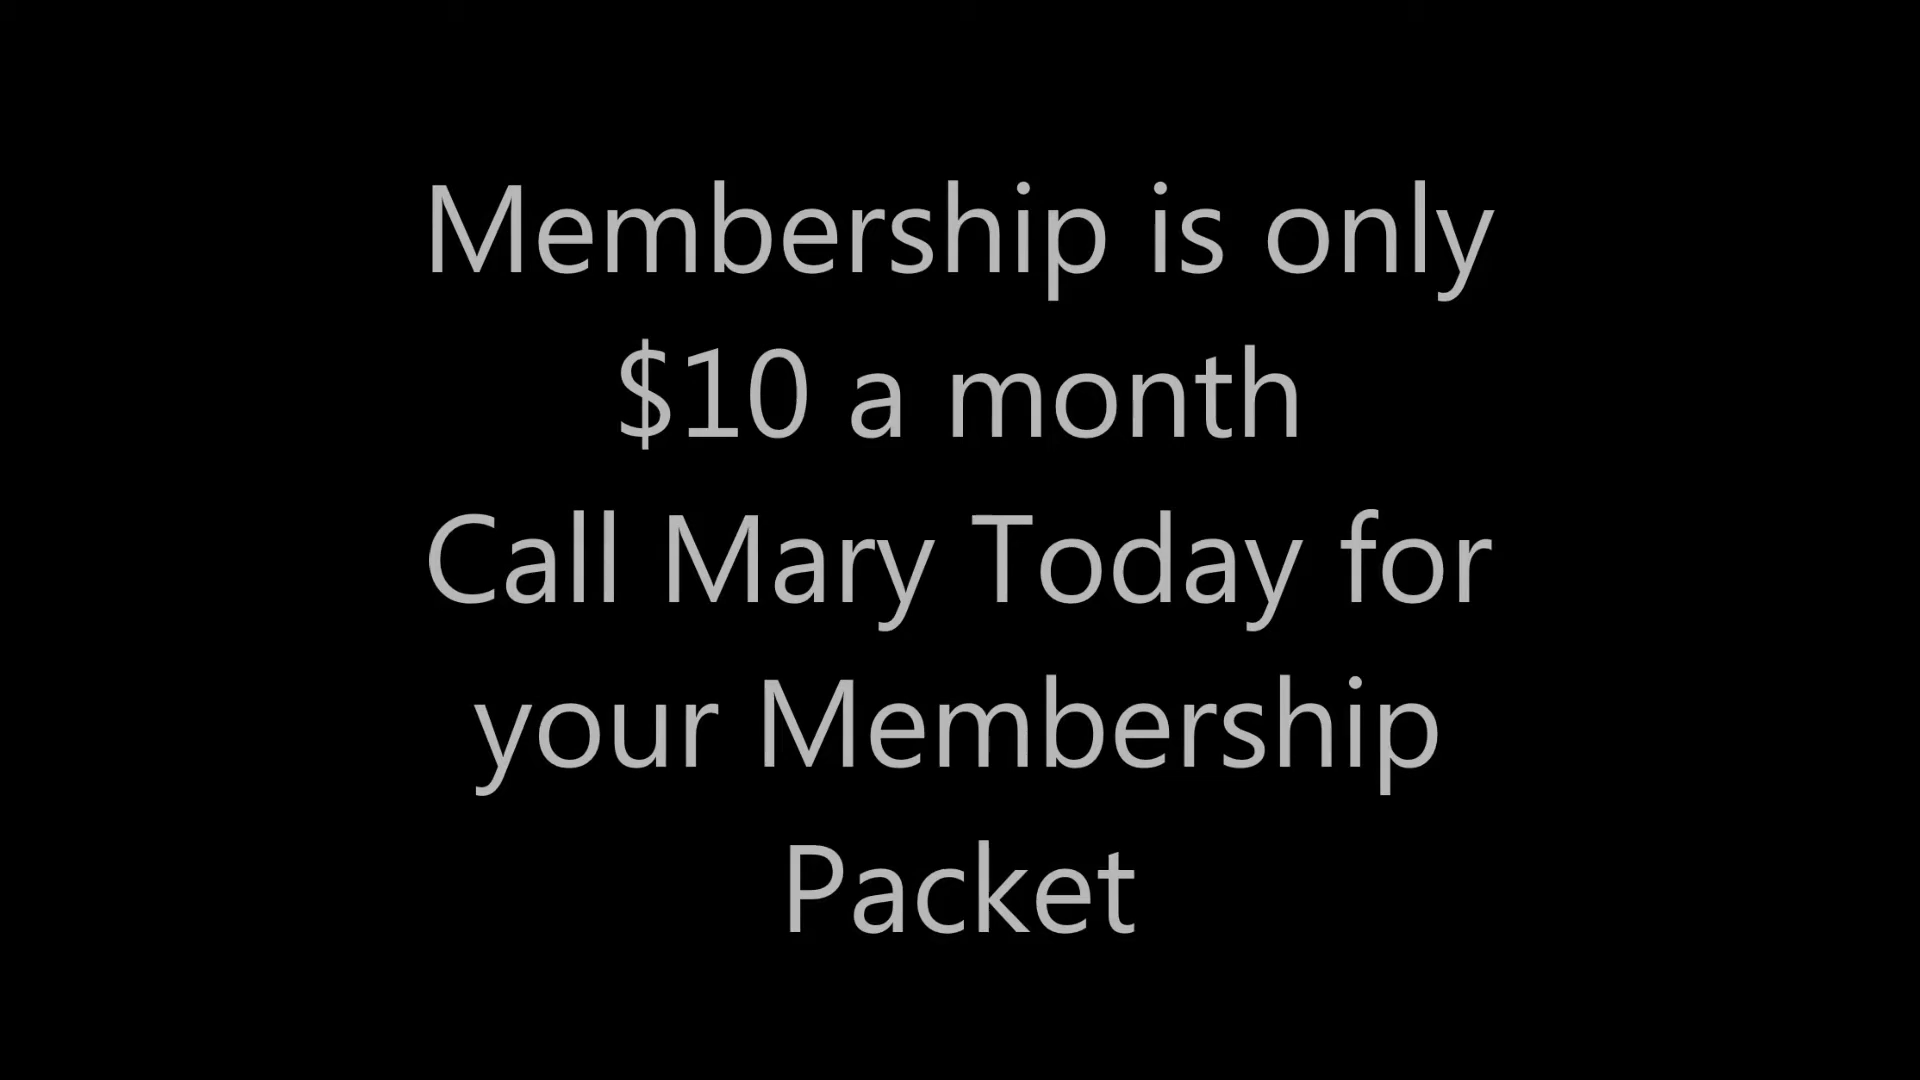 Membership is only
$10 a month
Call Mary Today for
your Membership
Packet